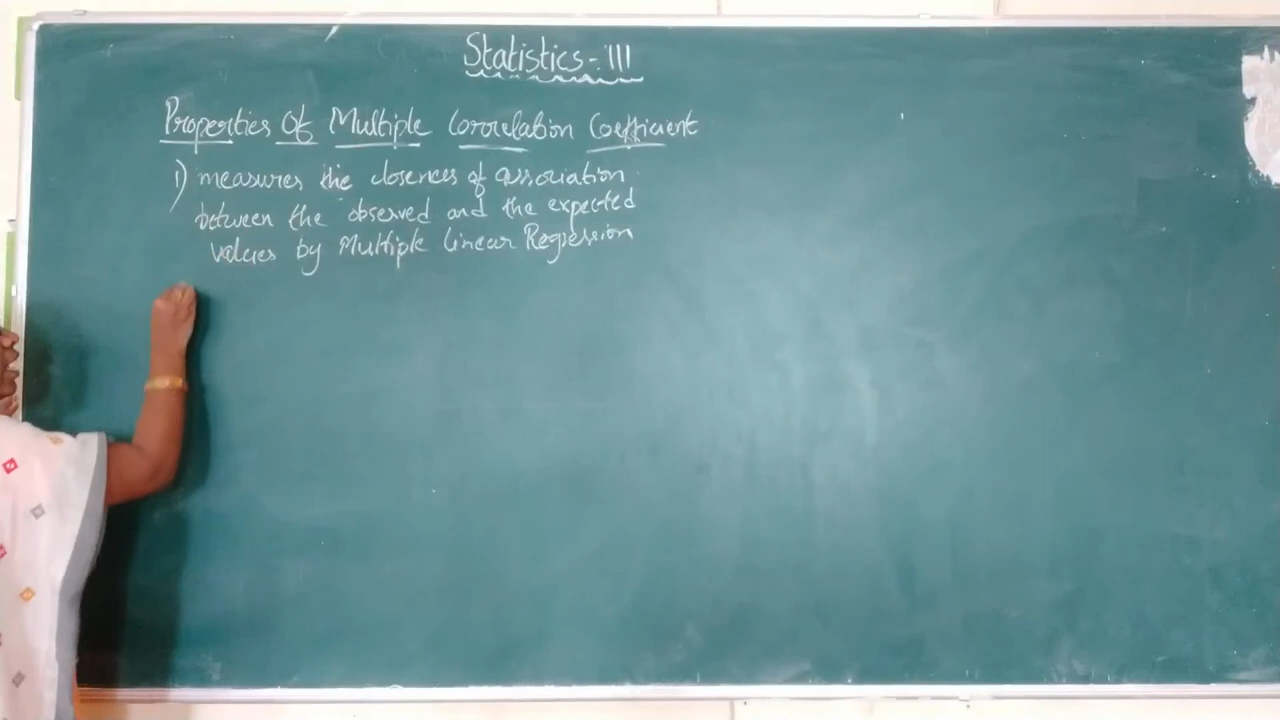 Statistics - III
Properties Of Multiple Correlation Coefficient
1) measures the closences of association
between the observed and the expected
values by Multiple linear Regression